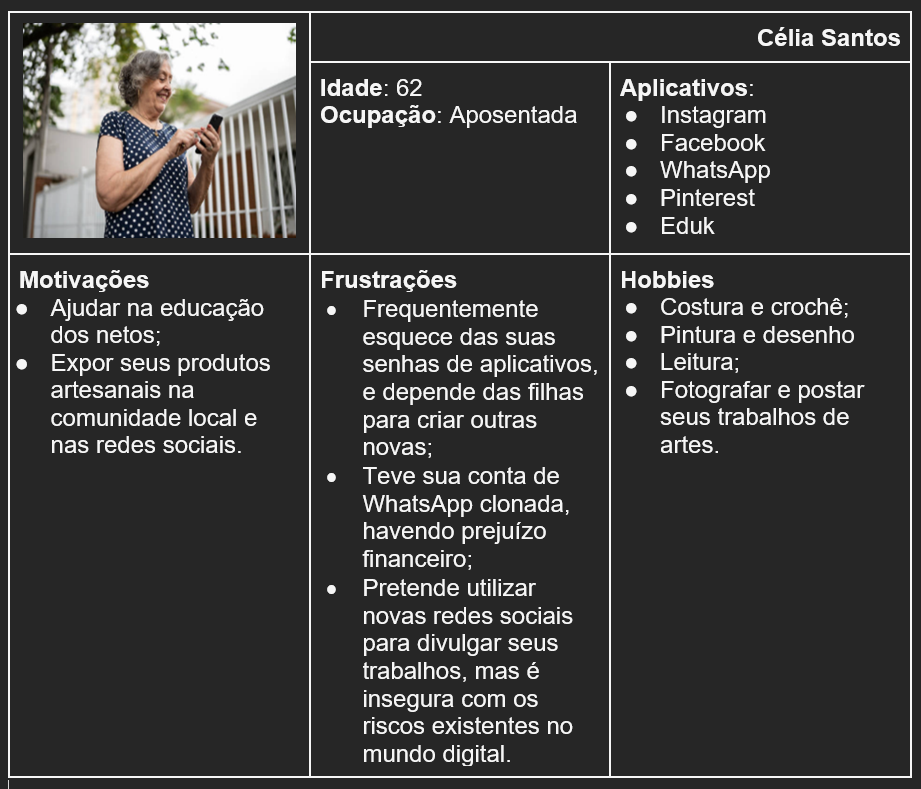 Célia Santos
Idade: 62
Ocupação: Aposentada
Aplicativos:
● Instagram
● Facebook
● WhatsApp
● Pinterest
● Eduk
Motivações
● Ajudar na educação
dos netos;
● Expor seus produtos
artesanais na
comunidade local e
nas redes sociais.
Frustrações
● Frequentemente
esquece das suas
senhas de aplicativos,
e depende das filhas
para criar outras
novas;
● Teve sua conta de
WhatsApp clonada,
havendo prejuízo
financeiro;
● Pretende utilizar
novas redes sociais
para divulgar seus
trabalhos, mas é
insegura com os
riscos existentes no
mundo digital.
Hobbies
● Costura e crochê;
● Pintura e desenho
● Leitura;
● Fotografar e postar
seus trabalhos de
artes.